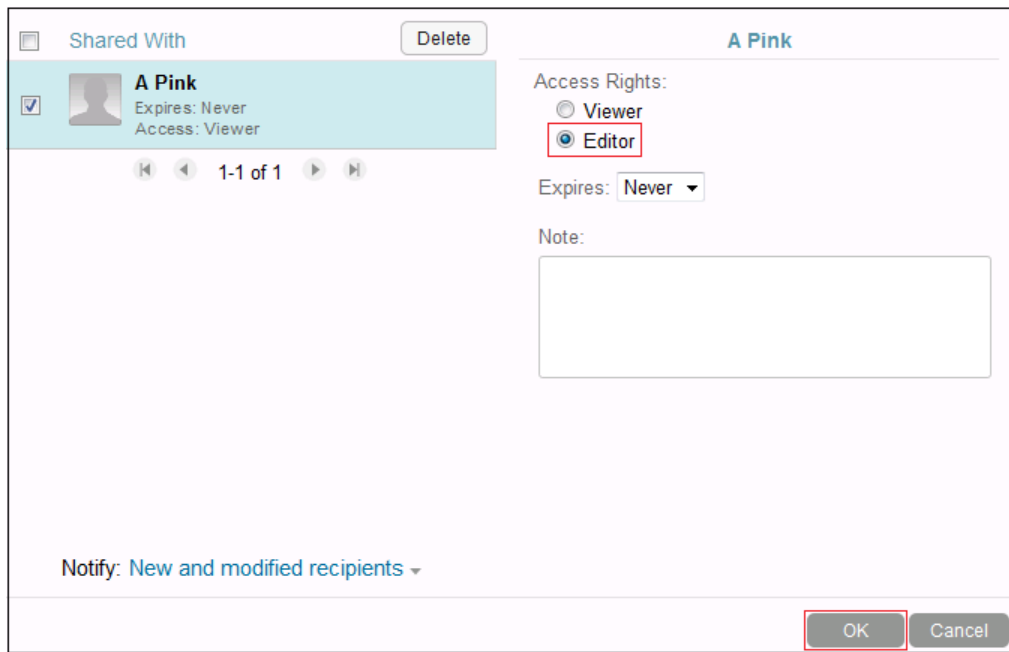 Shared With
Delete
A Pink
Expires: Never
Access: Viewer
1-1 of 1
A Pink
Access Rights:
Viewer
Editor
Expires: Never
Note:
Notify: New and modified recipients
OK
Cancel